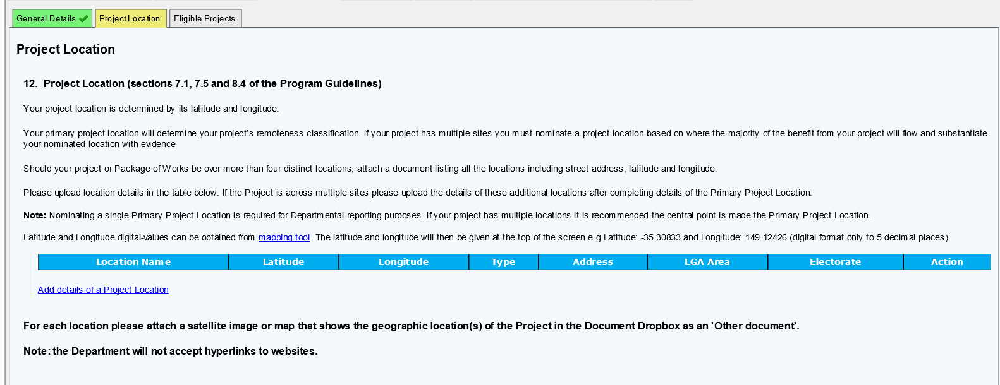 General Details
Project Location
Eligible Projects
Project Location
12. Project Location (sections 7.1, 7.5 and 8.4 of the Program Guidelines)
Your project location is determined by its latitude and longitude.
Your primary project location will determine your project's remoteness classification. If your project has multiple sites you must nominate a project location based on where the majority of the benefit from your project will flow and substantiate
your nominated location with evidence
Should your project or Package of Works be over more than four distinct locations, attach a document listing all the locations including street address, latitude and longitude.
Please upload location details in the table below. If the Project is across multiple sites please upload the details of these additional locations after completing details of the Primary Project Location.
Note: Nominating a single Primary Project Location is required for Departmental reporting purposes. If your project has multiple locations it is recommended the central point is made the Primary Project Location.
Latitude and Longitude digital-values can be obtained from mapping tool. The latitude and longitude will then be given at the top of the screen e.g Latitude: -35.30833 and Longitude: 149.12426 (digital format only to 5 decimal places).
Location Name Latitude Longitude Type Address LGA Area Electorate Action
Add details of a Project Location
For each location please attach a satellite image or map that shows the geographic location(s) of the Project in the Document Dropbox as an 'Other document'.
Note: the Department will not accept hyperlinks to websites.